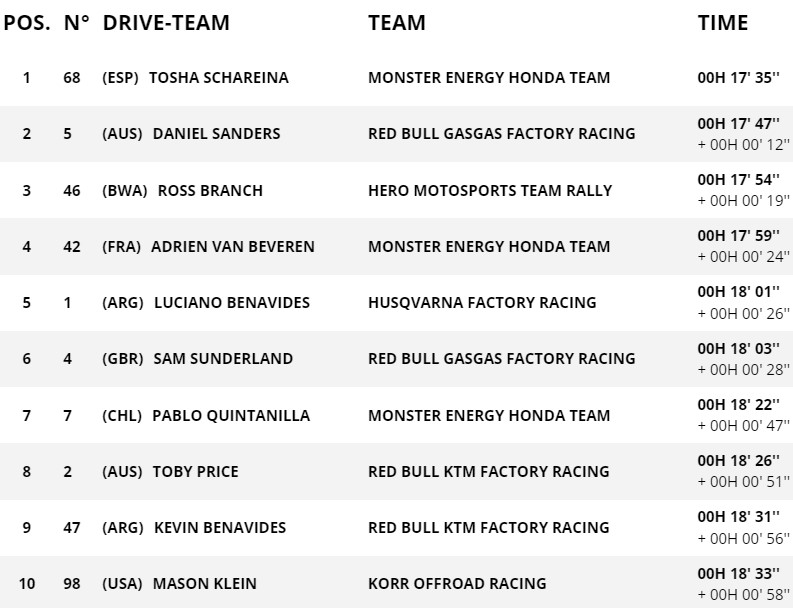 POS. N° DRIVE-TEAM TEAM TIME
1 68 (ESP) TOSHA SCHAREINA MONSTER ENERGY HONDA TEAM 00H 17' 35''
2 5 (AUS) DANIEL SANDERS RED BULL GASGAS FACTORY RACING 00H 17' 47''
+ 00H 00' 12''
3 46 (BWA) ROSS BRANCH HERO MOTOSPORTS TEAM RALLY 00H 17' 54''
+ 00H 00' 19''
4 42 (FRA) ADRIEN VAN BEVEREN MONSTER ENERGY HONDA TEAM 00H 17' 59''
+ 00H 00' 24''
5 1 (ARG) LUCIANO BENAVIDES HUSQVARNA FACTORY RACING 00H 18' 01''
+ 00H 00' 26''
6 4 (GBR) SAM SUNDERLAND RED BULL GASGAS FACTORY RACING 00H 18' 03''
+ 00H 00' 28''
7 7 (CHL) PABLO QUINTANILLA MONSTER ENERGY HONDA TEAM 00H 18' 22''
+ 00H 00' 47''
8 2 (AUS) TOBY PRICE RED BULL KTM FACTORY RACING 00H 18' 26''
+ 00H 00' 51''
9 47 (ARG) KEVIN BENAVIDES RED BULL KTM FACTORY RACING 00H 18' 31''
+ 00H 00' 56''
10 98 (USA) MASON KLEIN KORR OFFROAD RACING 00H 18' 33''
+ 00H 00' 58''